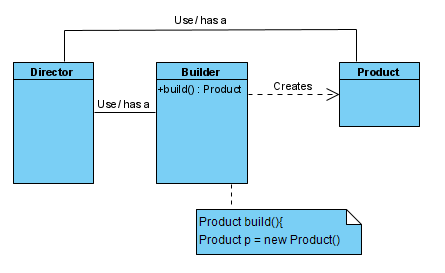 Use / has a
Director
Builder
Product
+build() : Product
Creates
Use / has a
Product build(){
Product p = new Product()